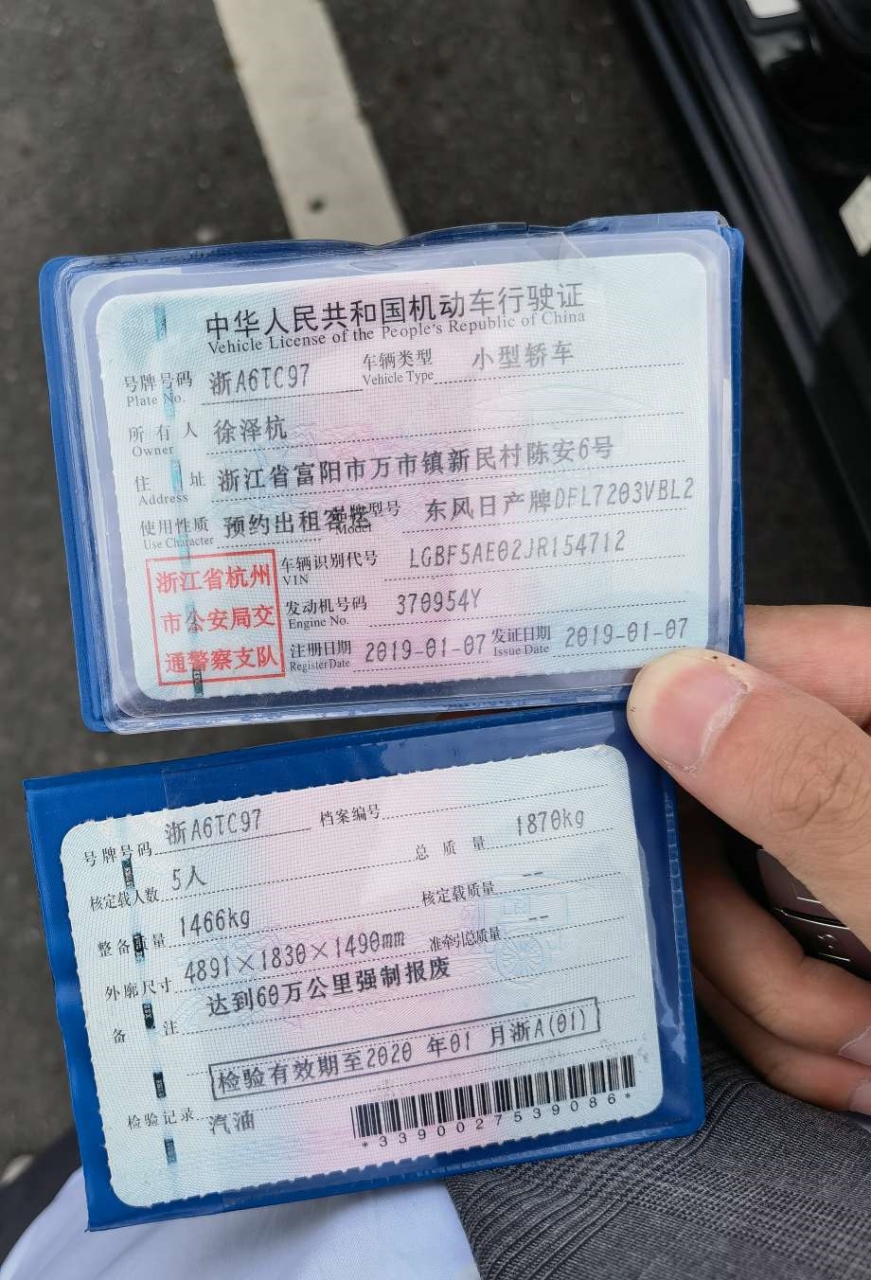 中华人民共和国机动车行驶证
Vehicle License of the People's Republic of China
号牌号码 浙A6TC97 车辆类型 小型轿车
Plate No. Vehicle Type
所有人 徐泽杭
Owner
住址 浙江省富阳市万市镇新民村陈安6号
Address
使用性质 预约出租客运 品牌型号 东风日产牌DFL7203VBL2
Use Character Model
浙江省杭州
市公安局交
通警察支队
车辆识别代号 LGBF5AE02JR154712
VIN
发动机号码 370954Y
Engine No.
注册日期 2019-01-07 发证日期 2019-01-07
Register Date Issue Date
号牌号码 浙A6TC97 档案编号
核定载人数 5人 总质量 1870kg
整备质量 1466kg 核定载质量 --
外廓尺寸 4891×1830×1490mm 准牵引总质量 --
备注 达到60万公里强制报废
检验有效期至2020 年01 月浙A(01)
检验记录 汽油
*3390027539086*